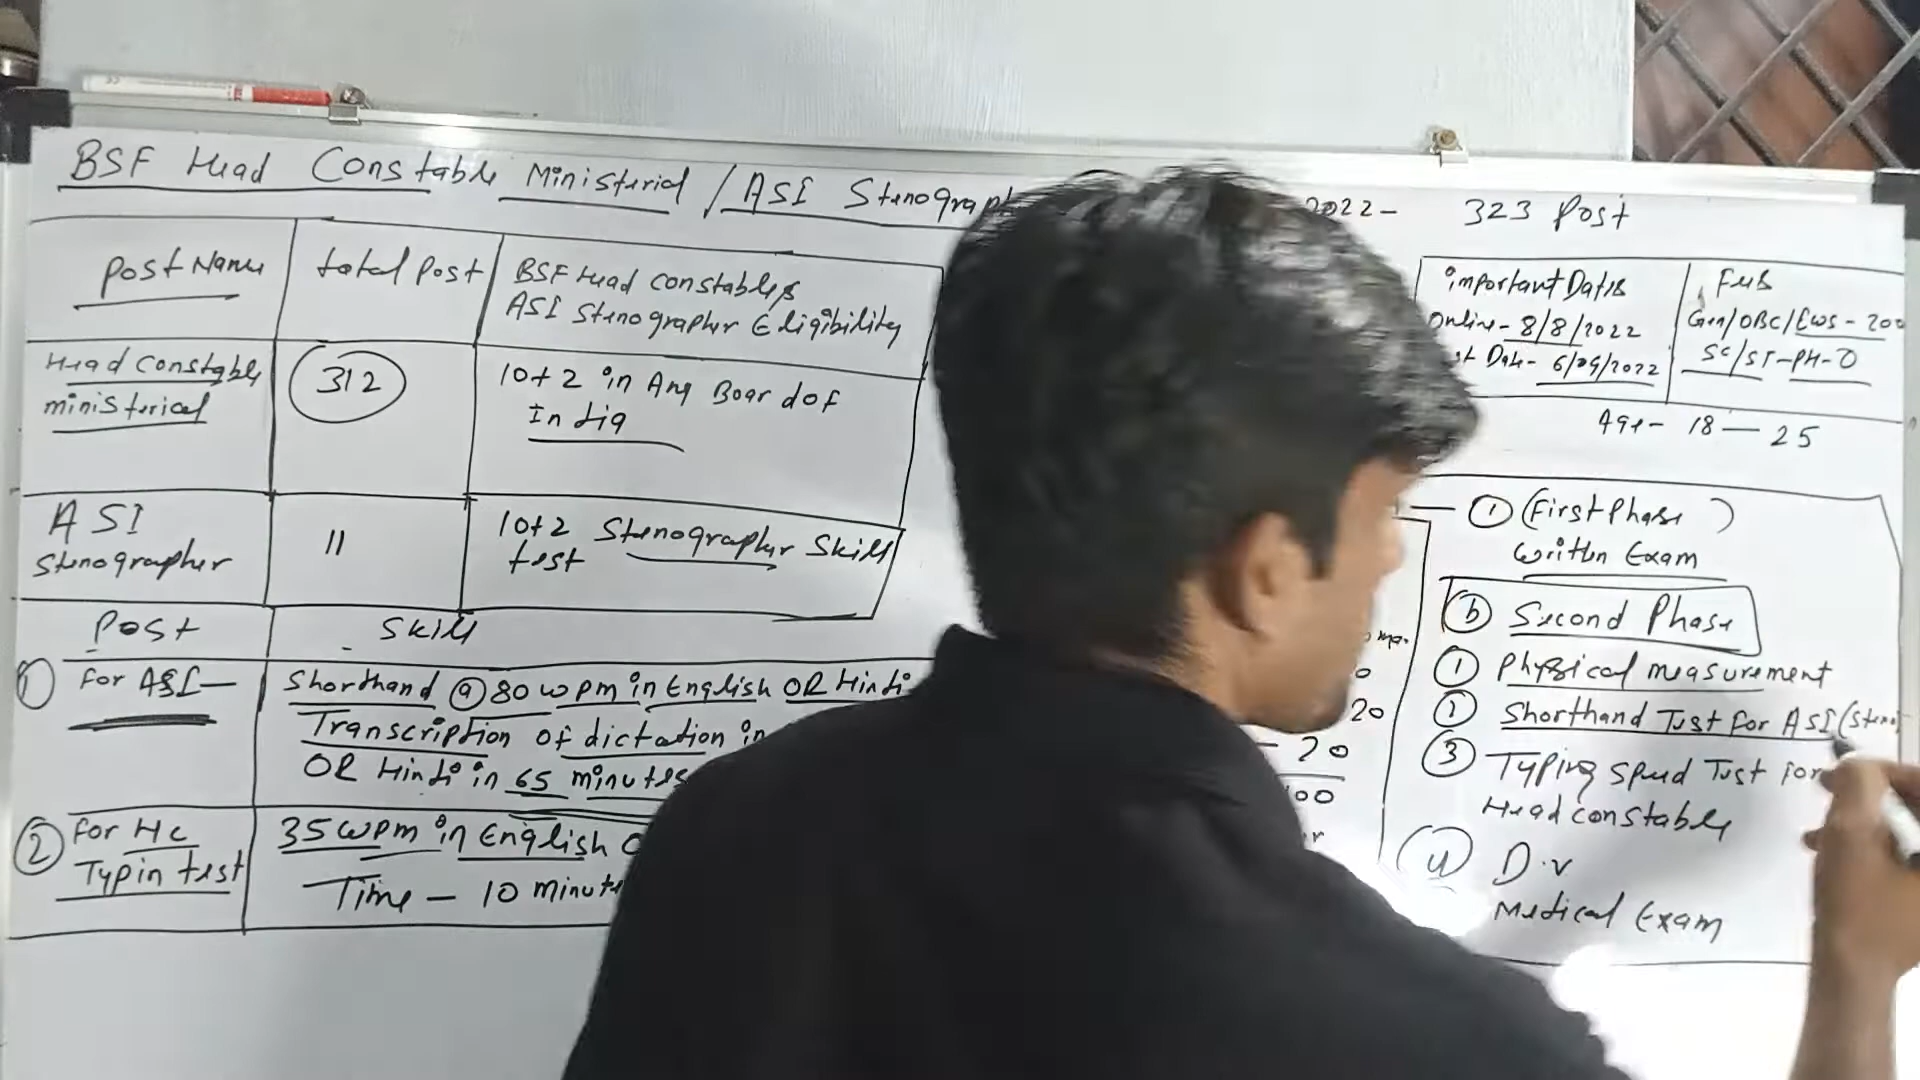 BSF Head Constable Ministerial / ASI Stenograph
2022- 323 Post
Post Name
total Post
BSF Head constable &
ASI Stenographer Eligibility
Head Constable
ministerical
312
10+2 in Any Board of
India
ASI
Stenographer
11
10+2 Stenographer Skill
test
Post
Skill
1 for ASI-
Shorthand @ 80 wpm in English OR Hindi
Transcription of dictation in
OR Hindi in 65 minutes
2 for Hc
Typin test
35 wpm in English
Time - 10 minute
important Dates
Online - 8/8/2022
Date - 6/09/2022
Fees
Gen/OBC/EWS - 200
SC/ST-PH-0
Age- 18 — 25
20
- 20
00
1 (First Phase)
Written Exam
b Second Phase
1 Physical measurement
1 Shorthand Test for ASI (Steno
3 Typing Speed Test for
Head constable
D.V
Medical Exam